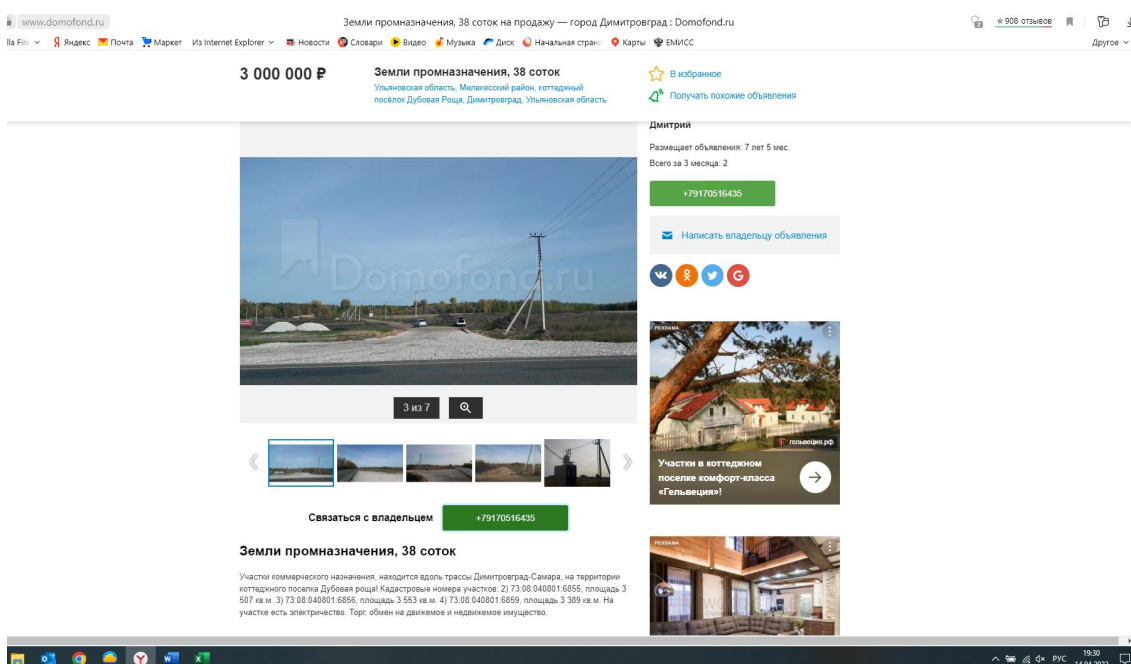 www.domofond.ru
Земли промназначения, 38 соток на продажу — город Димитровград : Domofond.ru
★ 908 отзывов
Яндекс Почта Маркет Из Internet Explorer Новости Словари Видео Музыка Диск Карты ЕМИСС
Другое
3 000 000 ₽
Земли промназначения, 38 соток
Ульяновская область, Мелекесский район, коттеджный
посёлок Дубовая Роща, Димитровград, Ульяновская область
В избранное
Получать похожие объявления
Дмитрий
Размещает объявления: 7 лет 5 мес.
Всего за 3 месяца: 2
+79170516435
Написать владельцу объявления
Domofond.ru
3 из 7
РЕКЛАМА
гельвеция.рф
Участки в коттеджном
поселке комфорт-класса
«Гельвеция»!
Связаться с владельцем
+79170516435
Земли промназначения, 38 соток
Участки коммерческого назначения, находится вдоль трассы Димитровград-Самара, на территории
коттеджного поселка Дубовая роща! Кадастровые номера участков: 2) 73:08:040801:6855, площадь 3
507 кв.м. 3) 73:08:040801:6856, площадь 3 553 кв.м. 4) 73:08:040801:6859, площадь 3 389 кв.м. На
участке есть электричество. Торг, обмен на движемое и недвижемое имущество.
РЕКЛАМА
РУС
19:30
14.04.2022